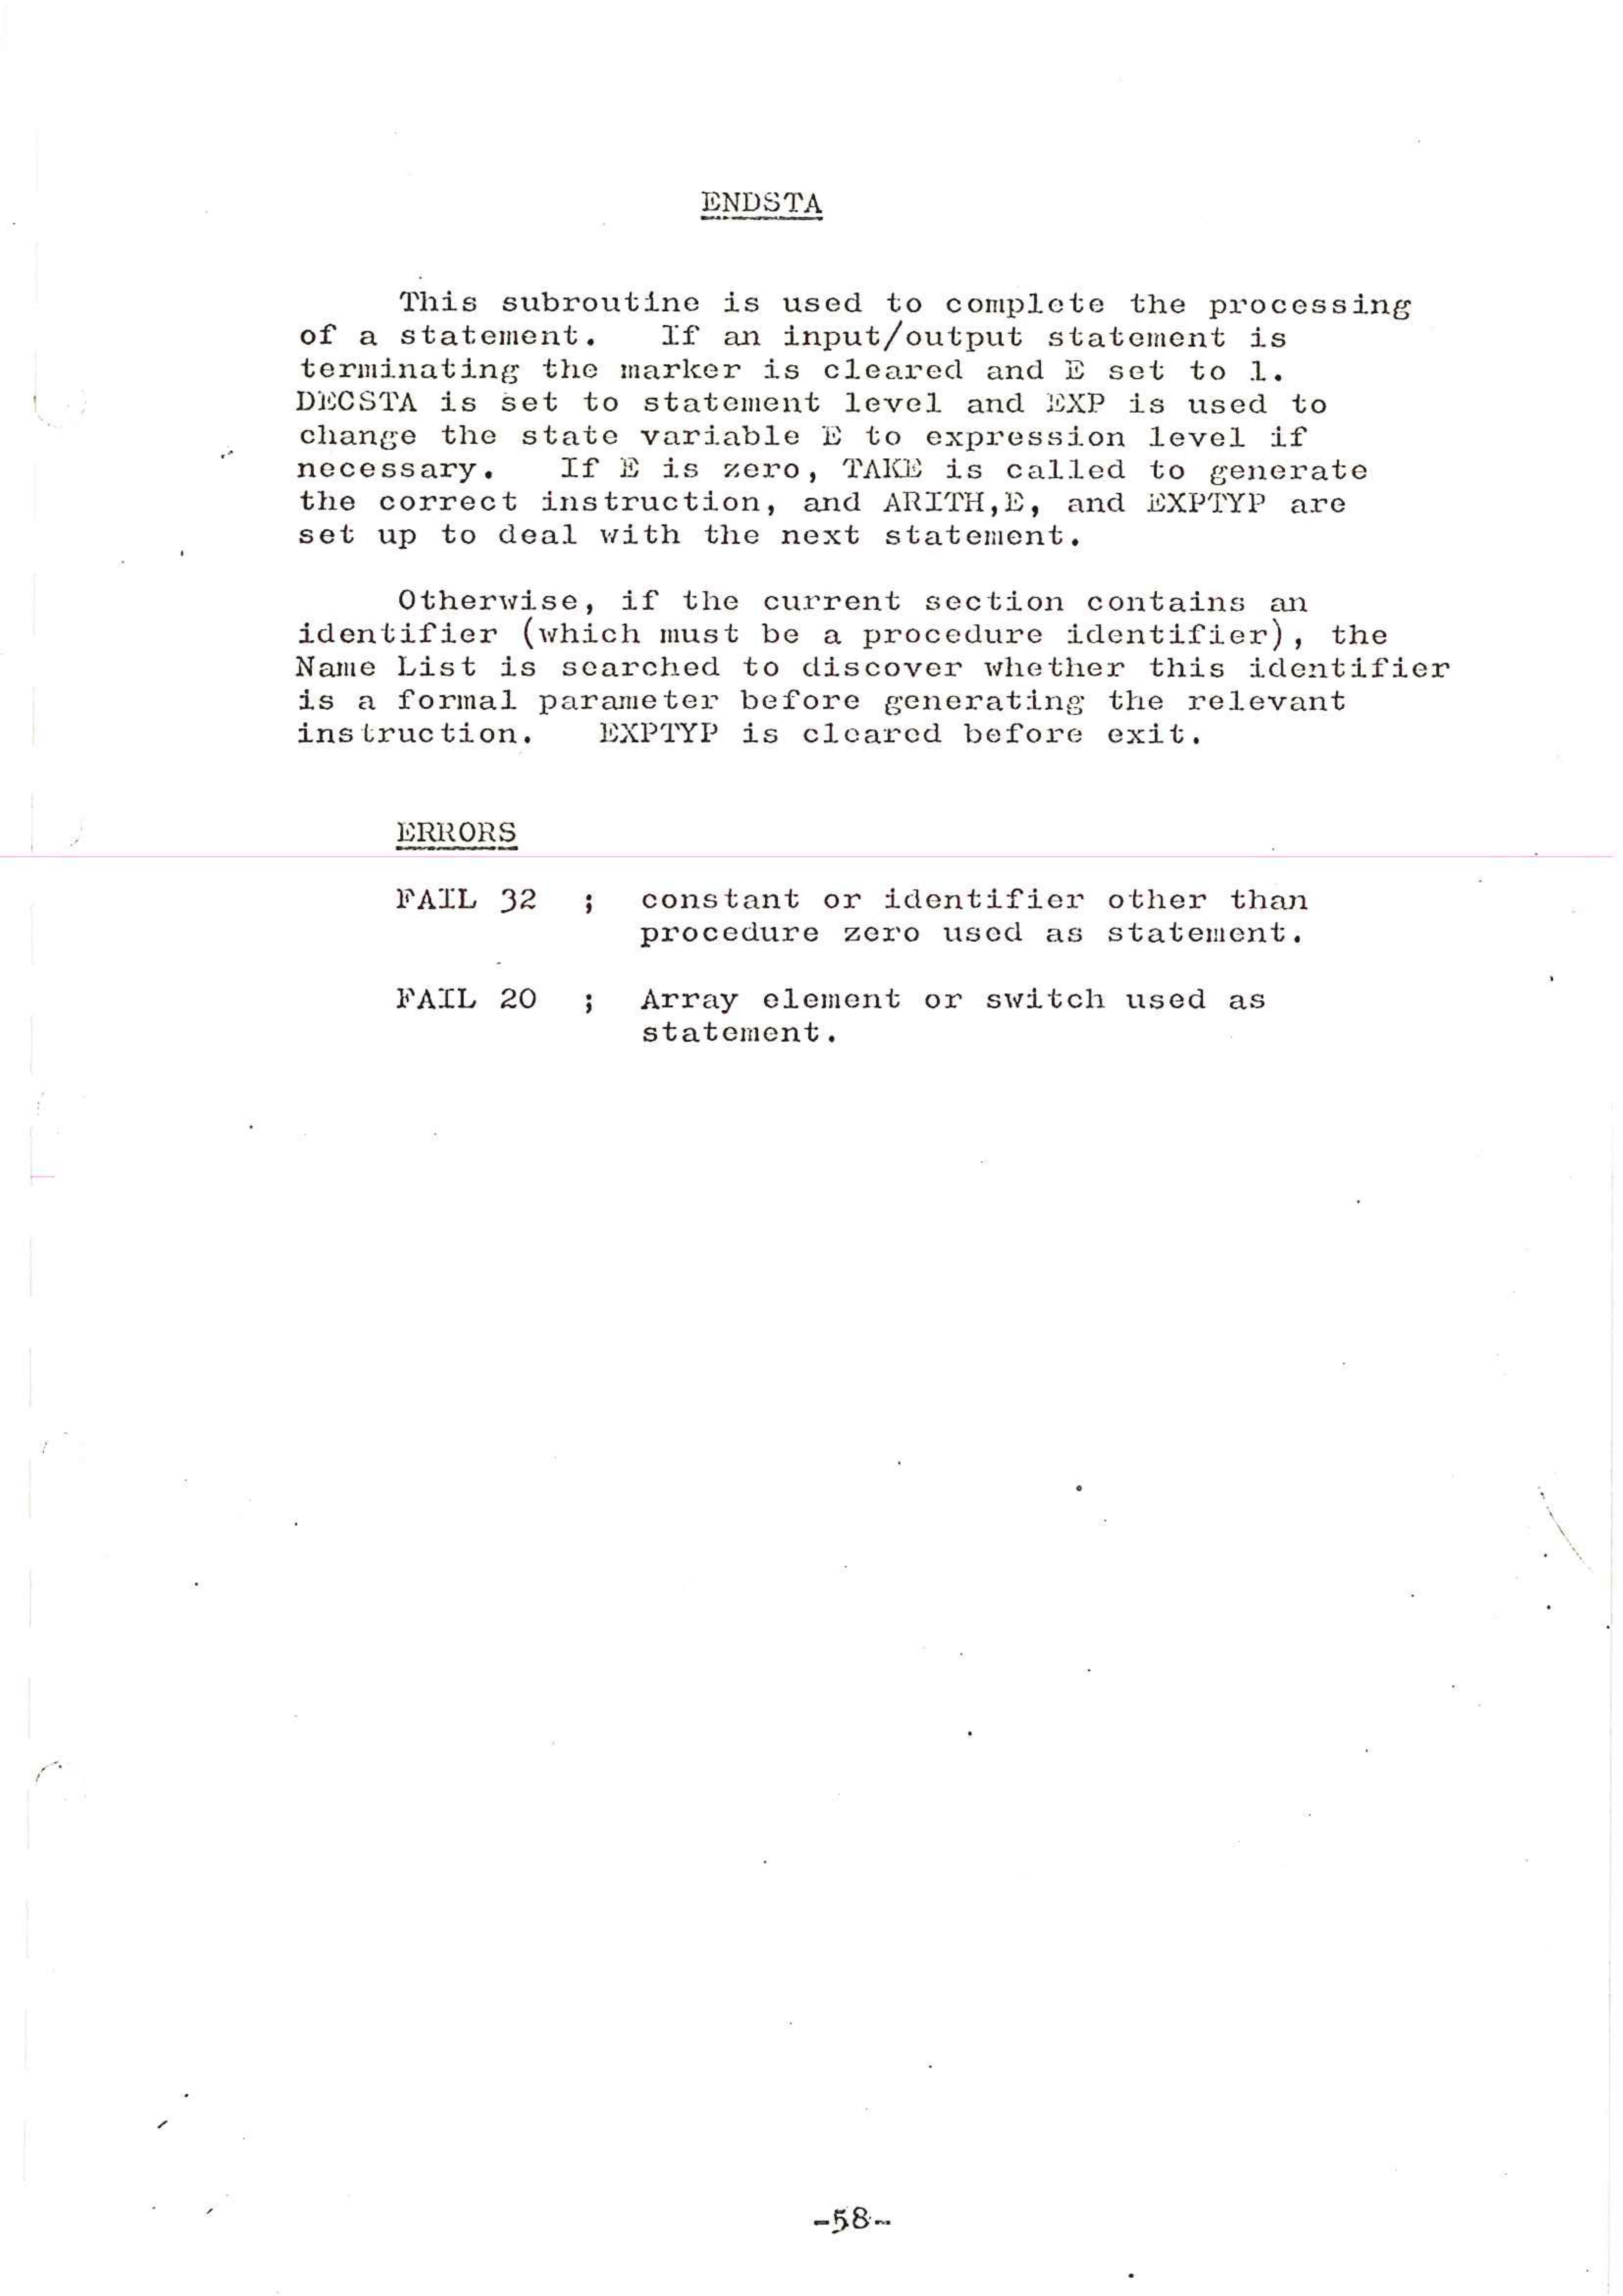 ENDSTA
This subroutine is used to complete the processing
of a statement. If an input/output statement is
terminating the marker is cleared and E set to 1.
DECSTA is set to statement level and EXP is used to
change the state variable E to expression level if
necessary. If E is zero, TAKE is called to generate
the correct instruction, and ARITH,E, and EXPTYP are
set up to deal with the next statement.
Otherwise, if the current section contains an
identifier (which must be a procedure identifier), the
Name List is searched to discover whether this identifier
is a formal parameter before generating the relevant
instruction. EXPTYP is cleared before exit.
ERRORS
FAIL 32 ; constant or identifier other than
procedure zero used as statement.
FAIL 20 ; Array element or switch used as
statement.
-58-